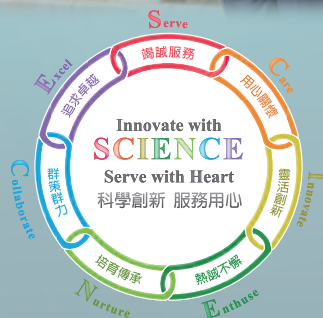 Serve
竭誠服務
Care
用心關懷
Innovate
靈活創新
Enthuse
熱誠不懈
Nurture
培育傳承
Collaborate
群策群力
Excel
追求卓越
Innovate with
SCIENCE
Serve with Heart
科學創新 服務用心